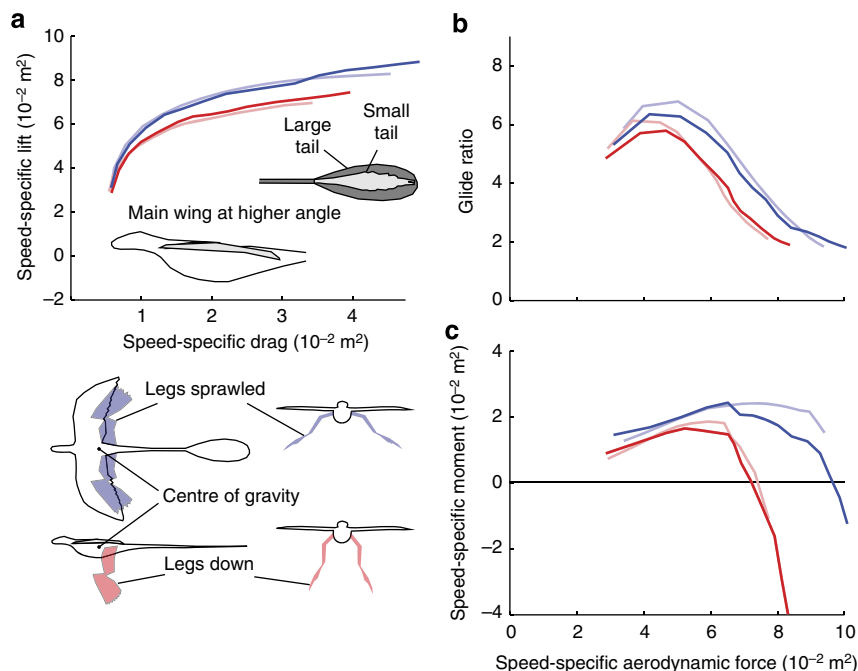 a
Speed-specific lift (10⁻² m²)
10
8
6
4
2
0
−2
Large
tail
Small
tail
Main wing at higher angle
1
2
3
4
Speed-specific drag (10⁻² m²)
Legs sprawled
Centre of gravity
Legs down
b
Glide ratio
8
6
4
2
0
c
Speed-specific moment (10⁻² m²)
4
2
0
−2
−4
0
2
4
6
8
10
Speed-specific aerodynamic force (10⁻² m²)